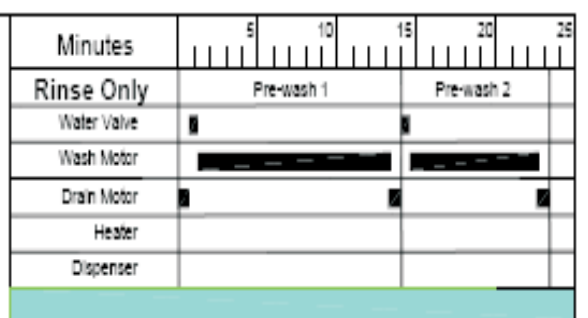 Minutes 5 10 15 20 25
Rinse Only Pre-wash 1 Pre-wash 2
Water Valve
Wash Motor
Drain Motor
Heater
Dispenser